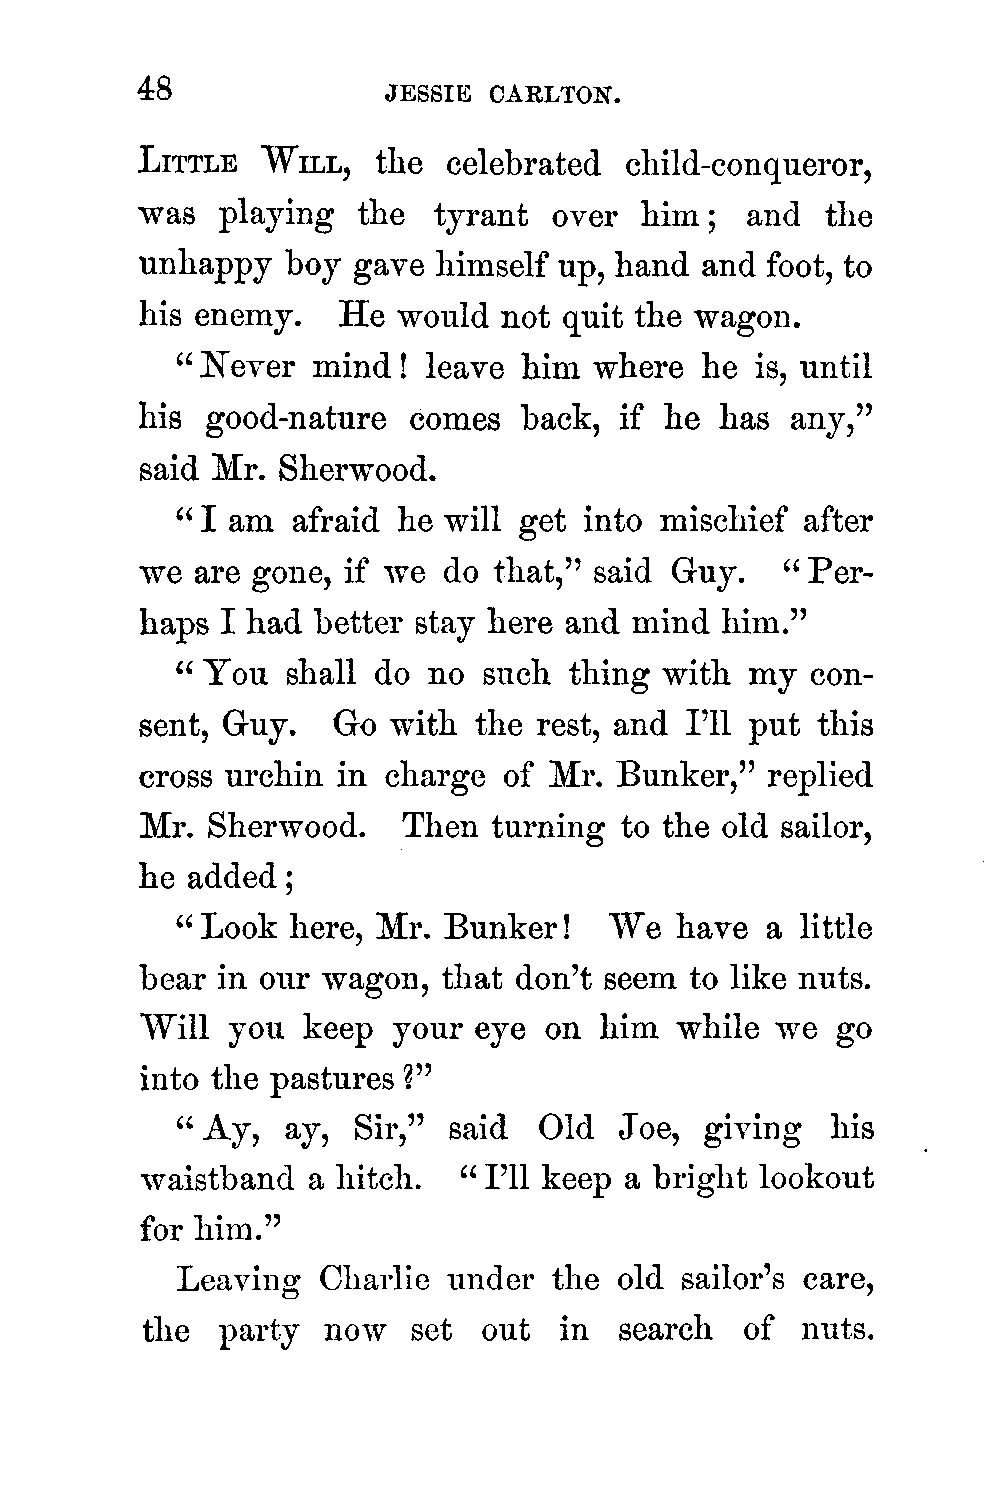 48 JESSIE CARLTON.
LITTLE WILL, the celebrated child-conqueror,
was playing the tyrant over him; and the
unhappy boy gave himself up, hand and foot, to
his enemy. He would not quit the wagon.
"Never mind! leave him where he is, until
his good-nature comes back, if he has any,"
said Mr. Sherwood.
"I am afraid he will get into mischief after
we are gone, if we do that," said Guy. "Per-
haps I had better stay here and mind him."
"You shall do no such thing with my con-
sent, Guy. Go with the rest, and I'll put this
cross urchin in charge of Mr. Bunker," replied
Mr. Sherwood. Then turning to the old sailor,
he added;
"Look here, Mr. Bunker! We have a little
bear in our wagon, that don't seem to like nuts.
Will you keep your eye on him while we go
into the pastures?"
"Ay, ay, Sir," said Old Joe, giving his
waistband a hitch. "I'll keep a bright lookout
for him."
Leaving Charlie under the old sailor's care,
the party now set out in search of nuts.